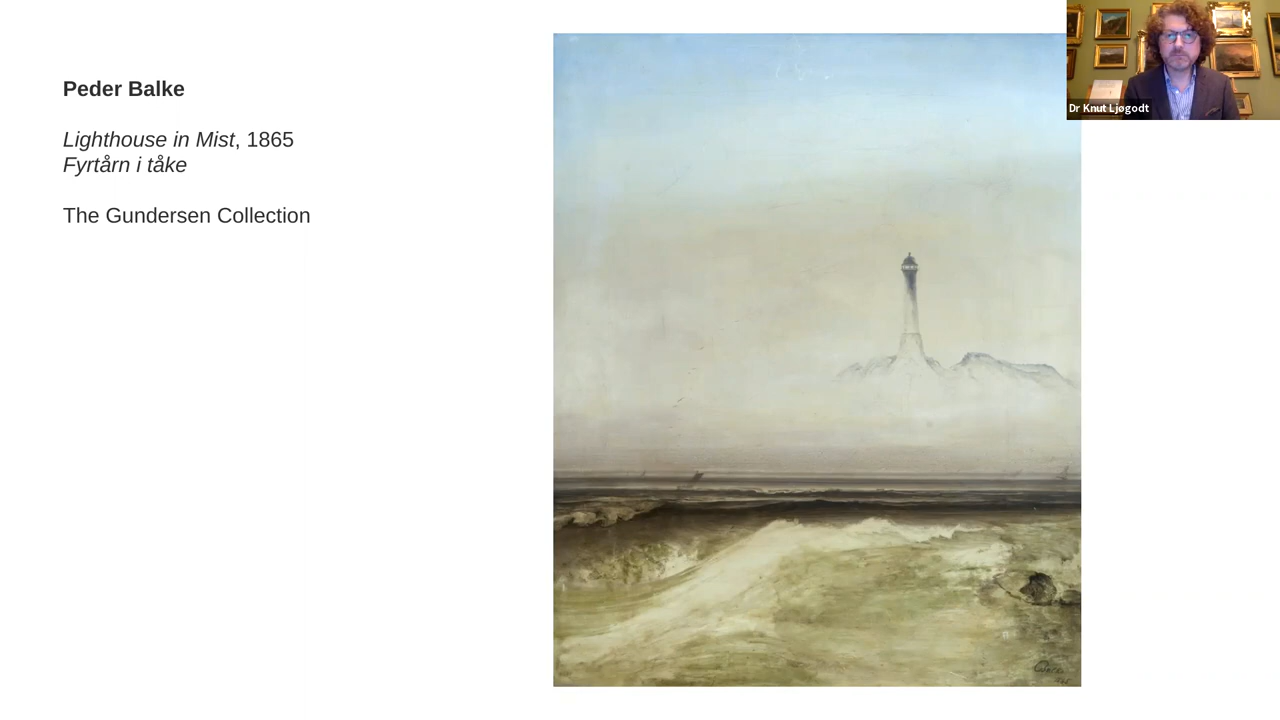 Peder Balke
Lighthouse in Mist, 1865
Fyrtårn i tåke
The Gundersen Collection
Dr Knut Ljøgodt